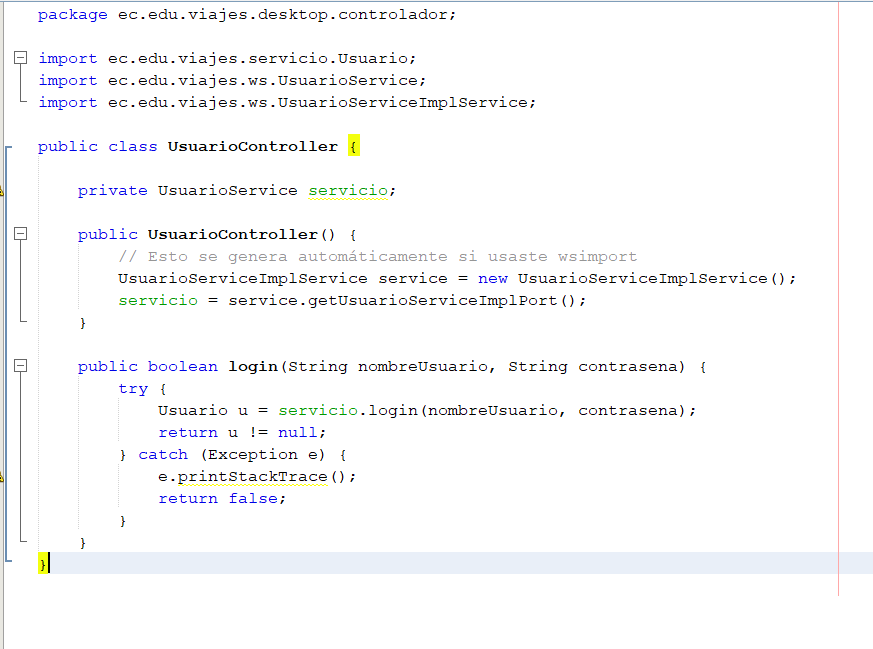 package ec.edu.viajes.desktop.controlador;
import ec.edu.viajes.servicio.Usuario;
import ec.edu.viajes.ws.UsuarioService;
import ec.edu.viajes.ws.UsuarioServiceImplService;
public class UsuarioController {
private UsuarioService servicio;
public UsuarioController() {
// Esto se genera automáticamente si usaste wsimport
UsuarioServiceImplService service = new UsuarioServiceImplService();
servicio = service.getUsuarioServiceImplPort();
}
public boolean login(String nombreUsuario, String contrasena) {
try {
Usuario u = servicio.login(nombreUsuario, contrasena);
return u != null;
} catch (Exception e) {
e.printStackTrace();
return false;
}
}
}